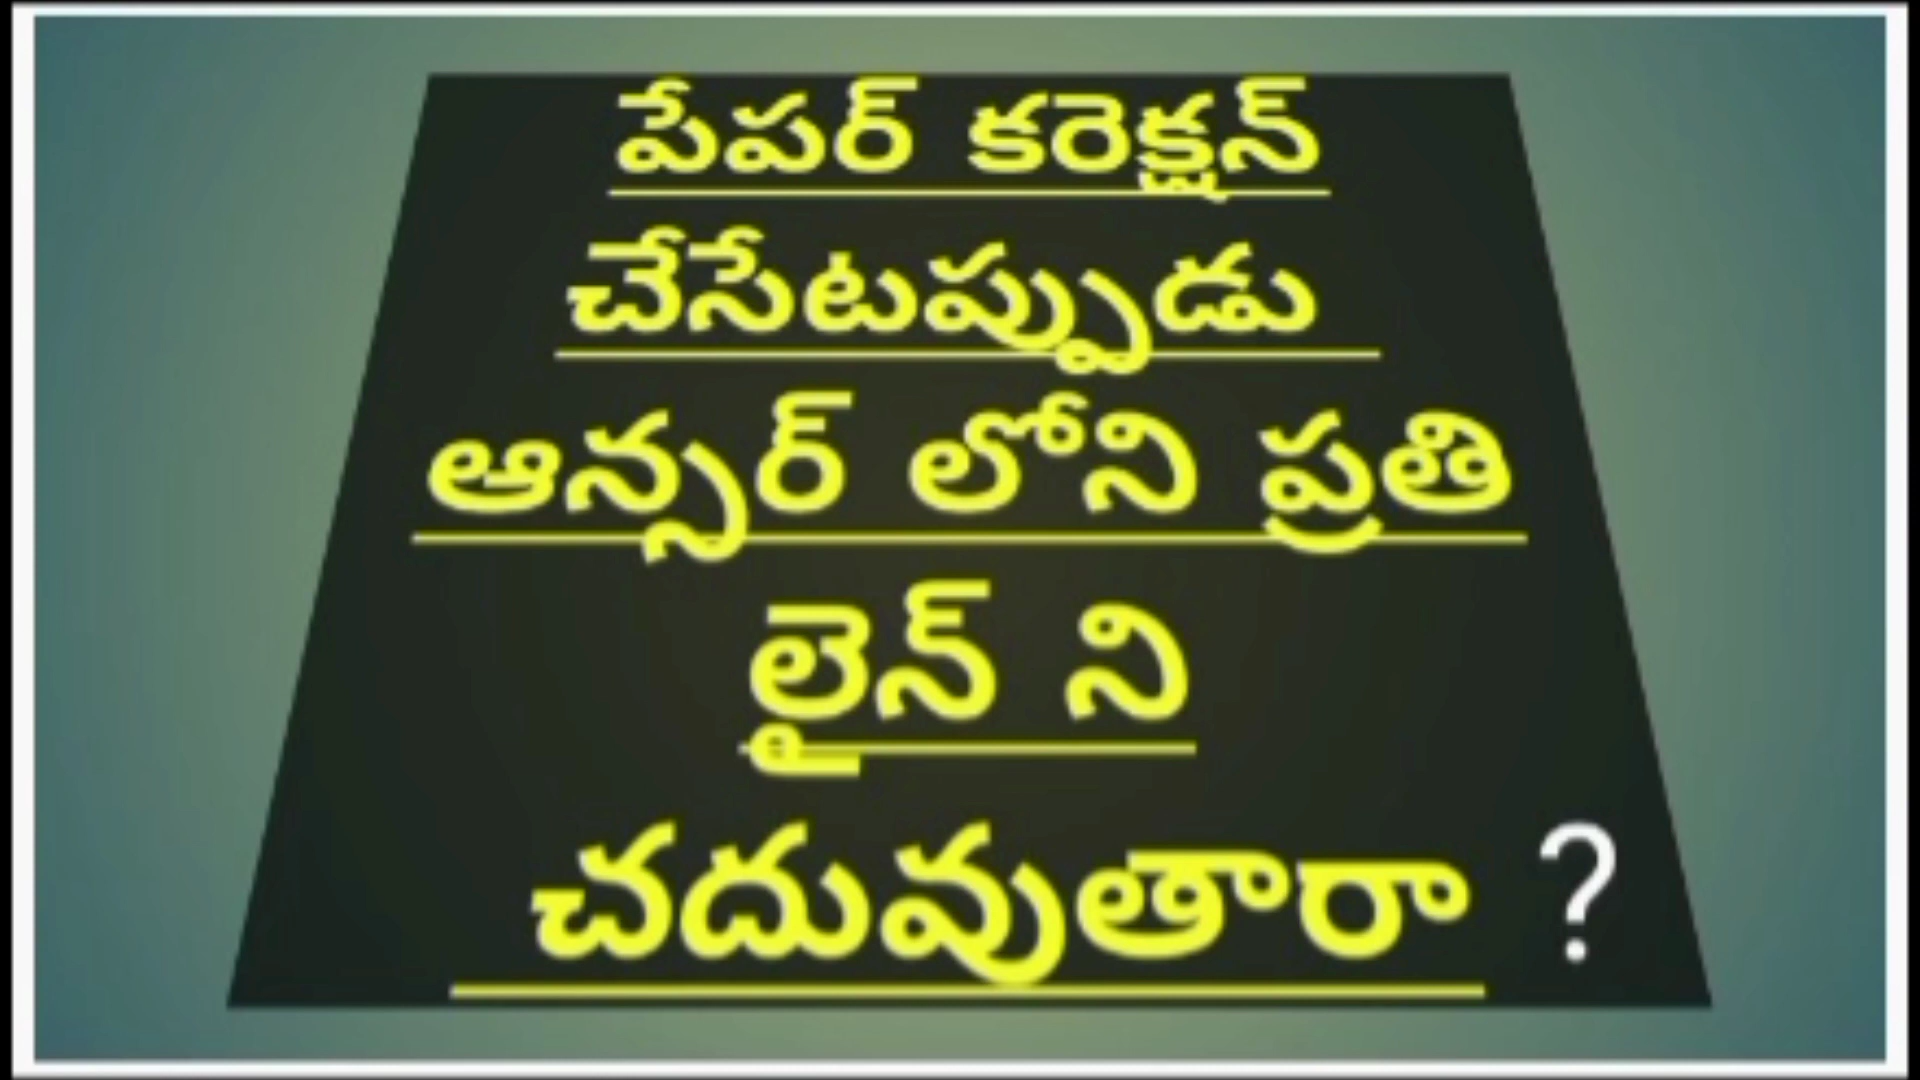 పేపర్ కరెక్షన్
చేసేటప్పుడు
ఆన్సర్ లోని ప్రతి
లైన్ ని
చదువుతారా ?